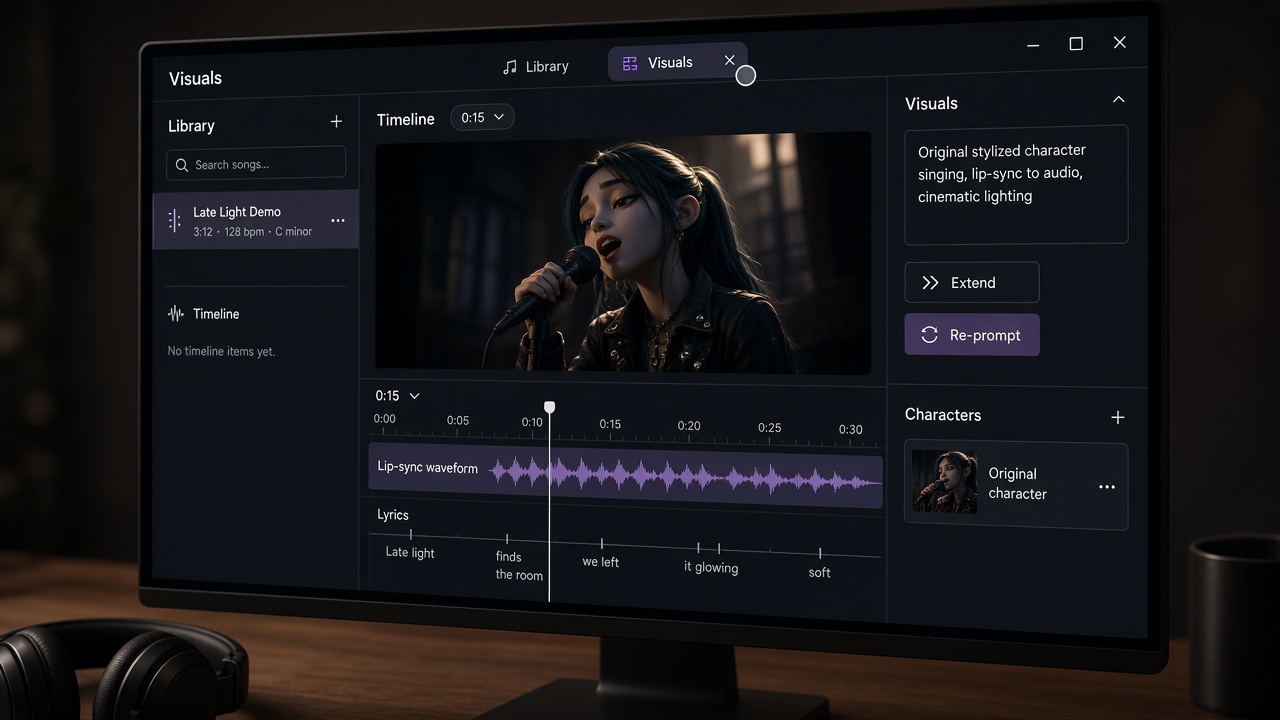 Visuals
Library
Visuals
Library
Search songs...
Late Light Demo
3:12 · 128 bpm · C minor
Timeline
No timeline items yet.
Timeline
0:15
0:15
0:00
0:05
0:10
0:15
0:20
0:25
0:30
Lip-sync waveform
Lyrics
Late light
finds
the room
we left
it glowing
soft
Visuals
Original stylized character
singing, lip-sync to audio,
cinematic lighting
Extend
Re-prompt
Characters
Original
character